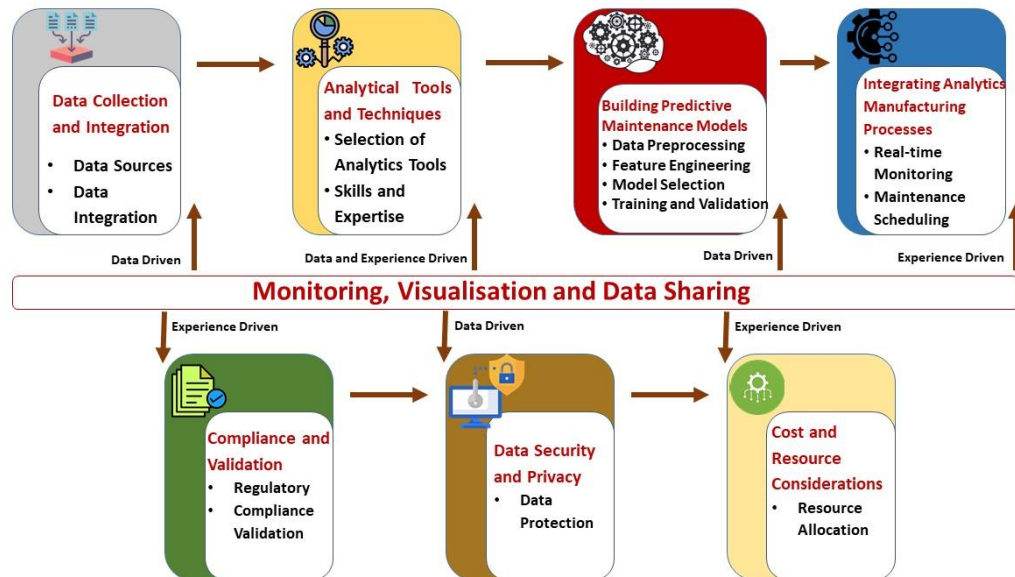 Data Collection
and Integration
• Data Sources
• Data
Integration
Analytical Tools
and Techniques
• Selection of
Analytics Tools
• Skills and
Expertise
Building Predictive
Maintenance Models
• Data Preprocessing
• Feature Engineering
• Model Selection
• Training and Validation
Integrating Analytics
Manufacturing
Processes
• Real-time
Monitoring
• Maintenance
Scheduling
Data Driven
Data and Experience Driven
Data Driven
Experience Driven
Monitoring, Visualisation and Data Sharing
Experience Driven
Data Driven
Experience Driven
Compliance and
Validation
• Regulatory
• Compliance
Validation
Data Security
and Privacy
• Data
Protection
Cost and
Resource
Considerations
• Resource
Allocation